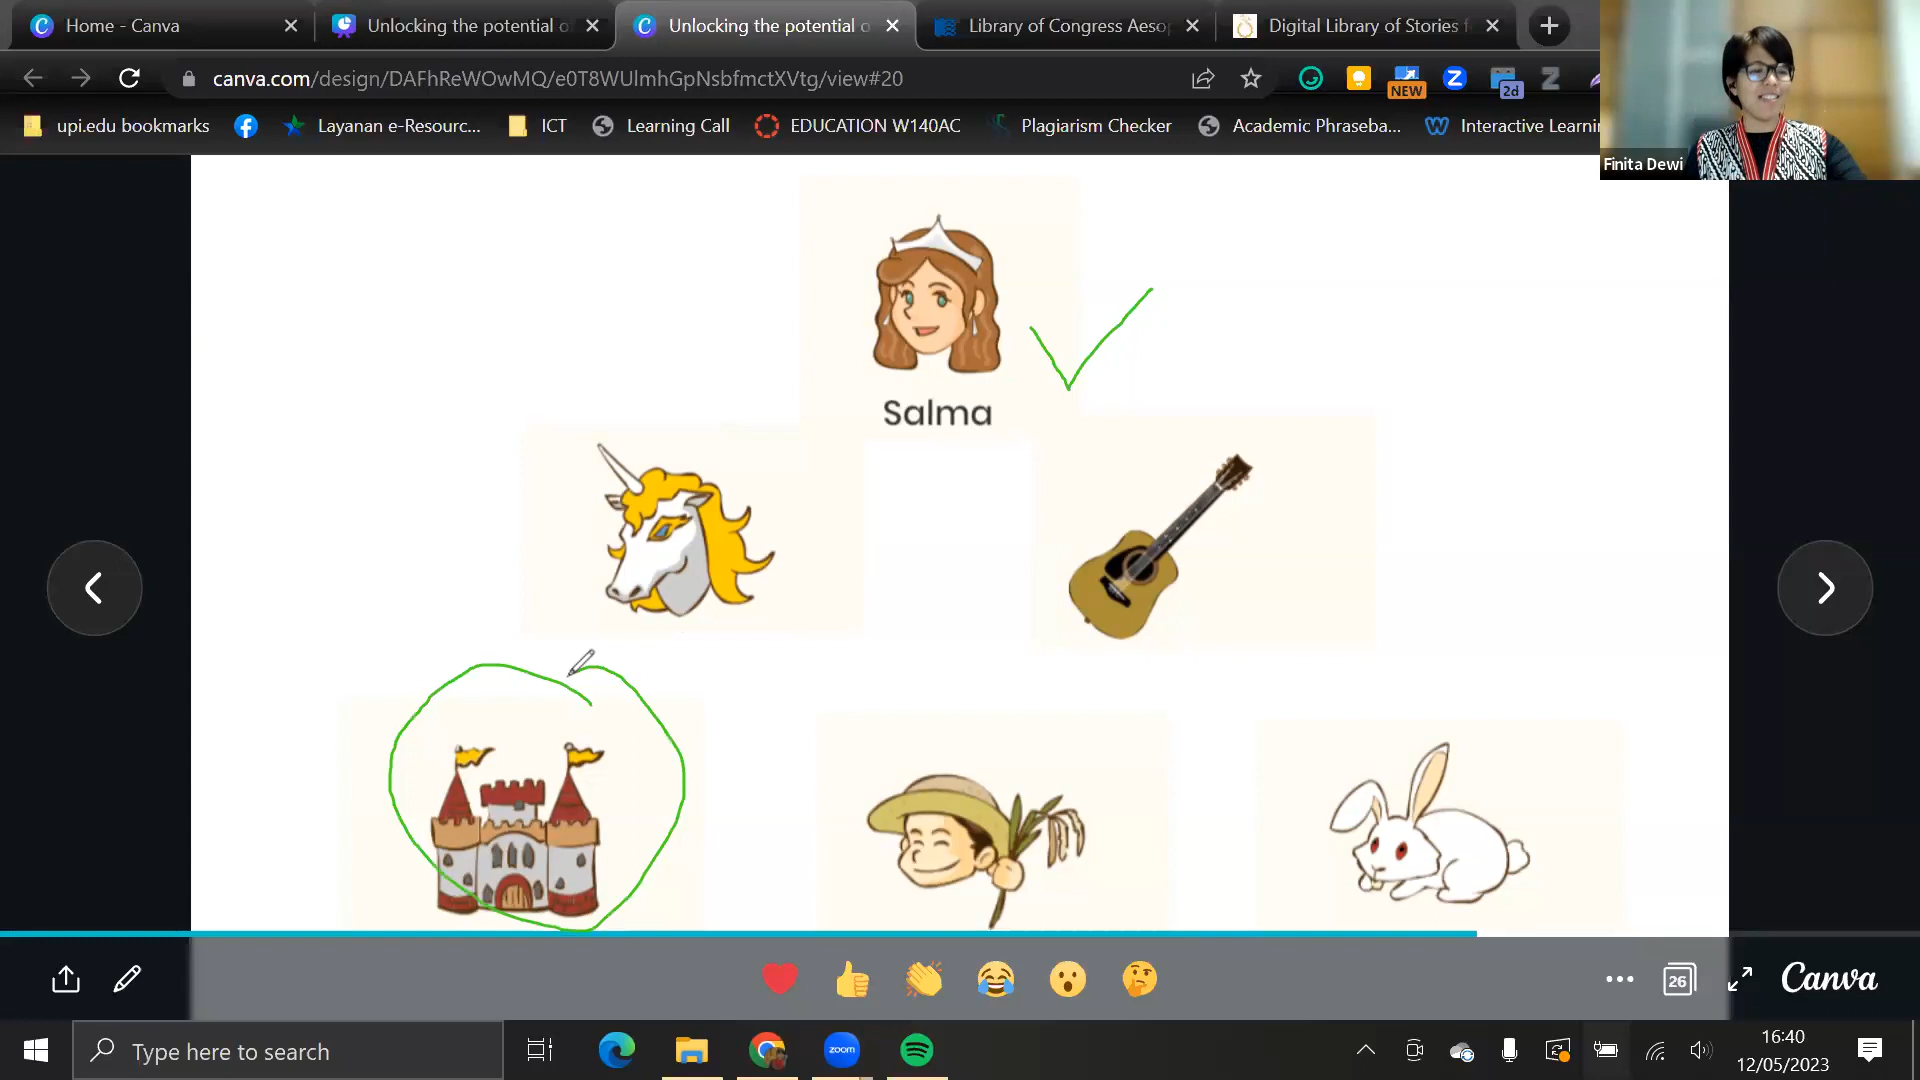 Home - Canva
Unlocking the potential o
Unlocking the potential o
Library of Congress Aeso
Digital Library of Stories f
canva.com/design/DAFhReWOwMQ/e0T8WUlmhGpNsbfmctXVtg/view#20
NEW
2d
upi.edu bookmarks
Layanan e-Resourc...
ICT
Learning Call
EDUCATION W140AC
Plagiarism Checker
Academic Phraseba...
Interactive Learni
Finita Dewi
Salma
26
Canva
Type here to search
zoom
16:40
12/05/2023